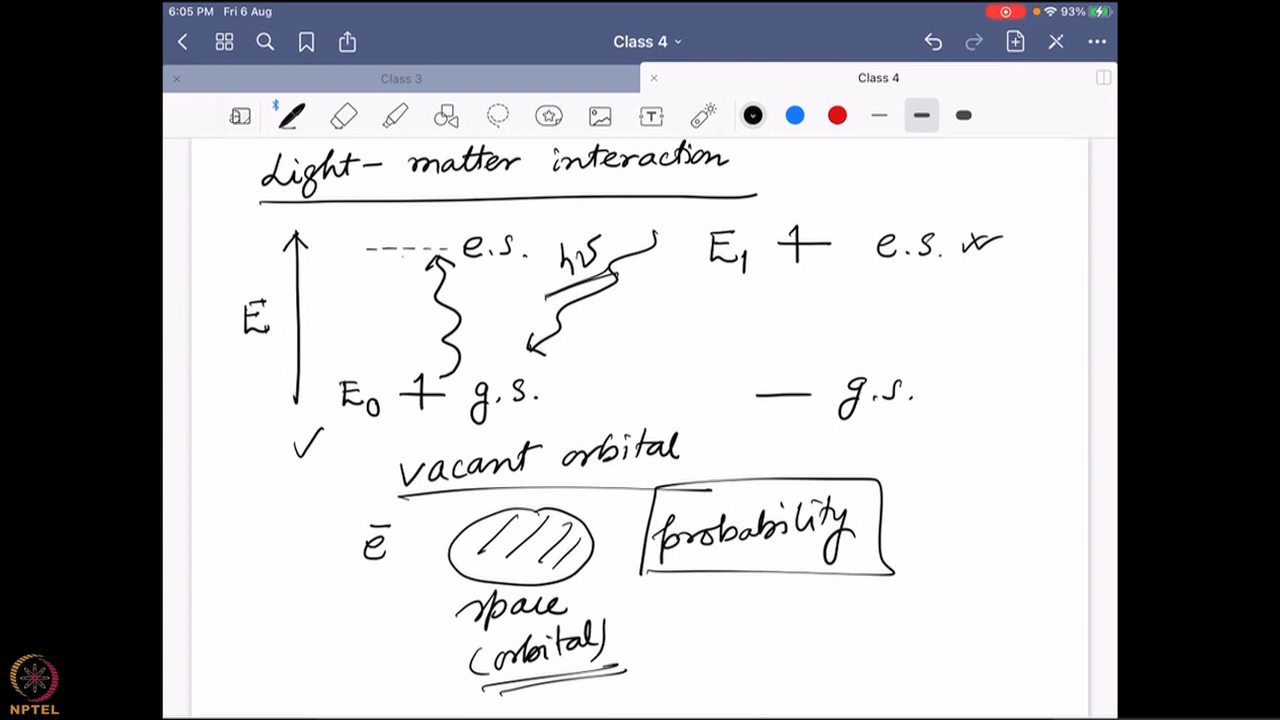 6:05 PM Fri 6 Aug
93%
Class 4
Class 3
Class 4
T
Light - matter interaction
e.s.
hν
E₁ e.s.
E
E₀ g.s.
g.s.
vacant orbital
e⁻
probability
space
(orbital)
NPTEL